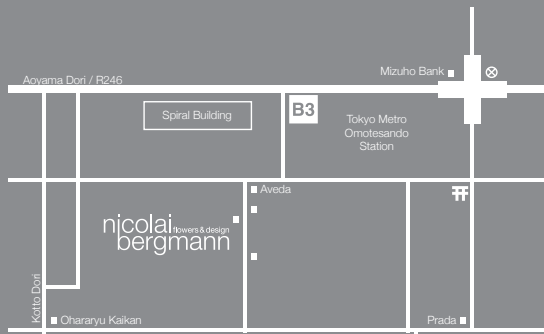 Mizuho Bank
Aoyama Dori / R246
Spiral Building
B3
Tokyo Metro
Omotesando
Station
Aveda
nicolai flowers & design
bergmann
Kotto Dori
Ohararyu Kaikan
Prada